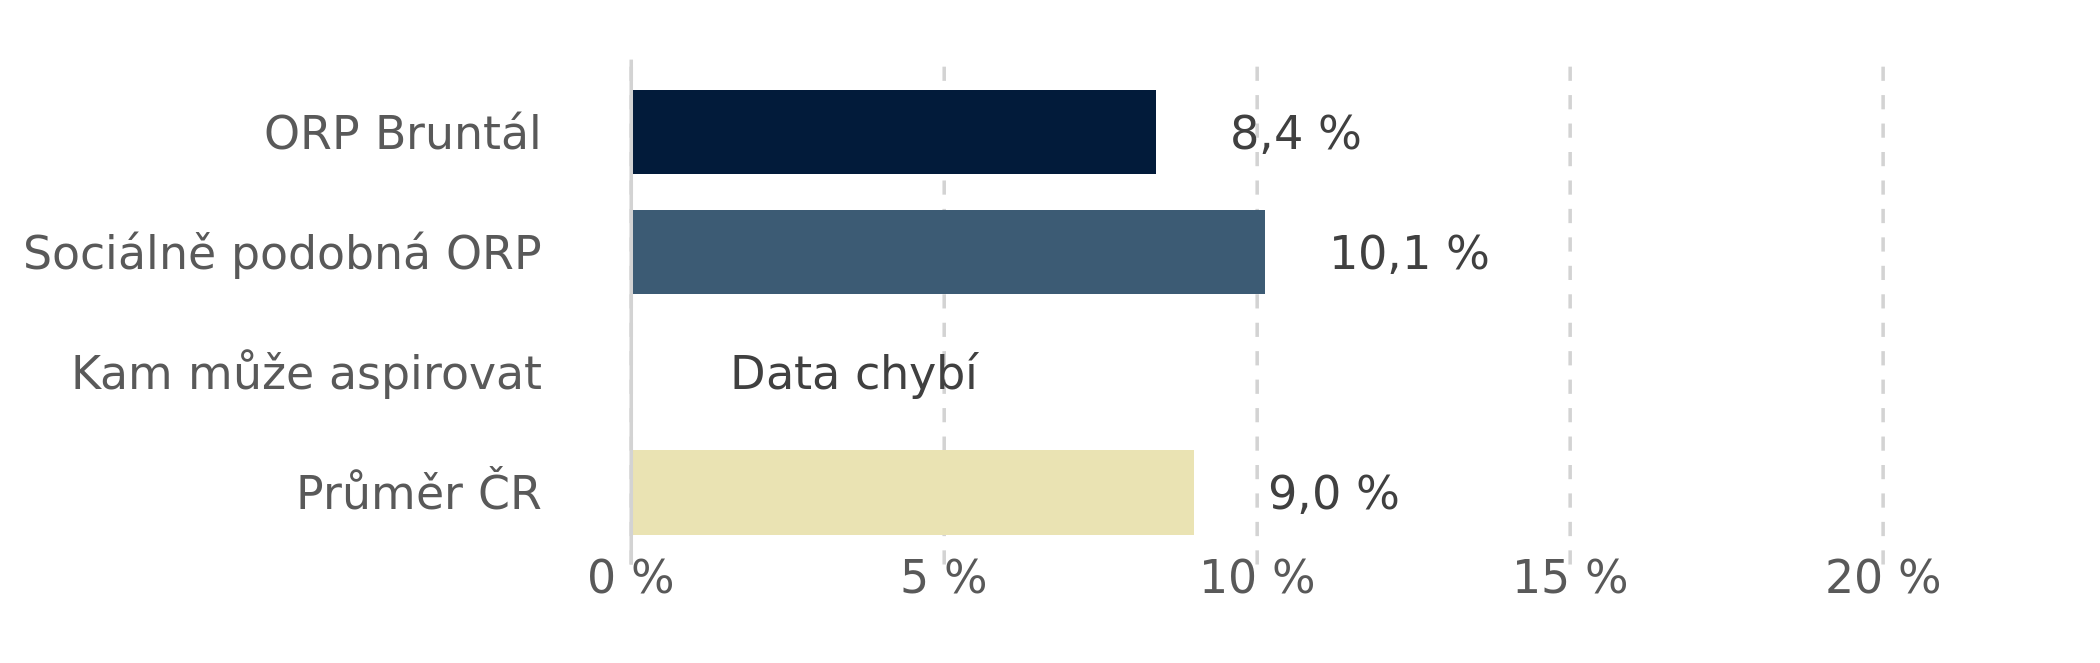 ORP Bruntál
8,4 %
Sociálně podobná ORP
10,1 %
Kam může aspirovat
Data chybí
Průměr ČR
9,0 %
0 %
5 %
10 %
15 %
20 %